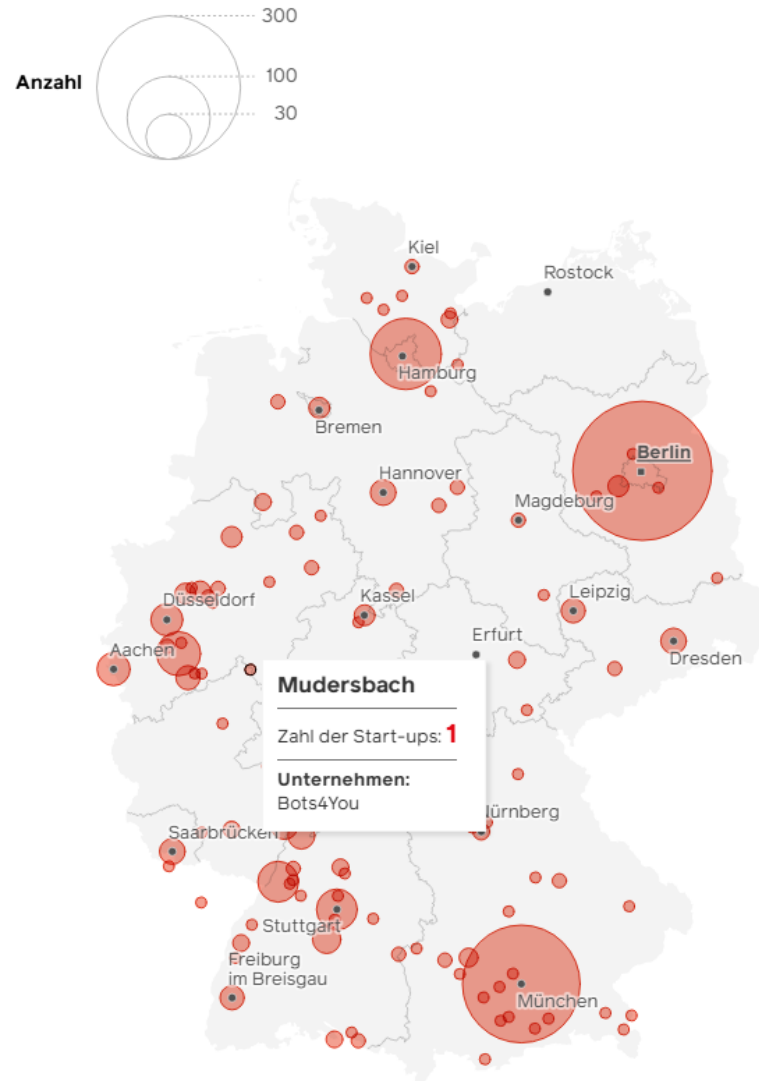 300
Anzahl
100
30
Kiel
Rostock
Hamburg
Bremen
Berlin
Hannover
Magdeburg
Düsseldorf
Kassel
Leipzig
Aachen
Erfurt
Dresden
Mudersbach
Zahl der Start-ups: 1
Unternehmen:
Bots4You
Nürnberg
Saarbrücken
Stuttgart
Freiburg
im Breisgau
München